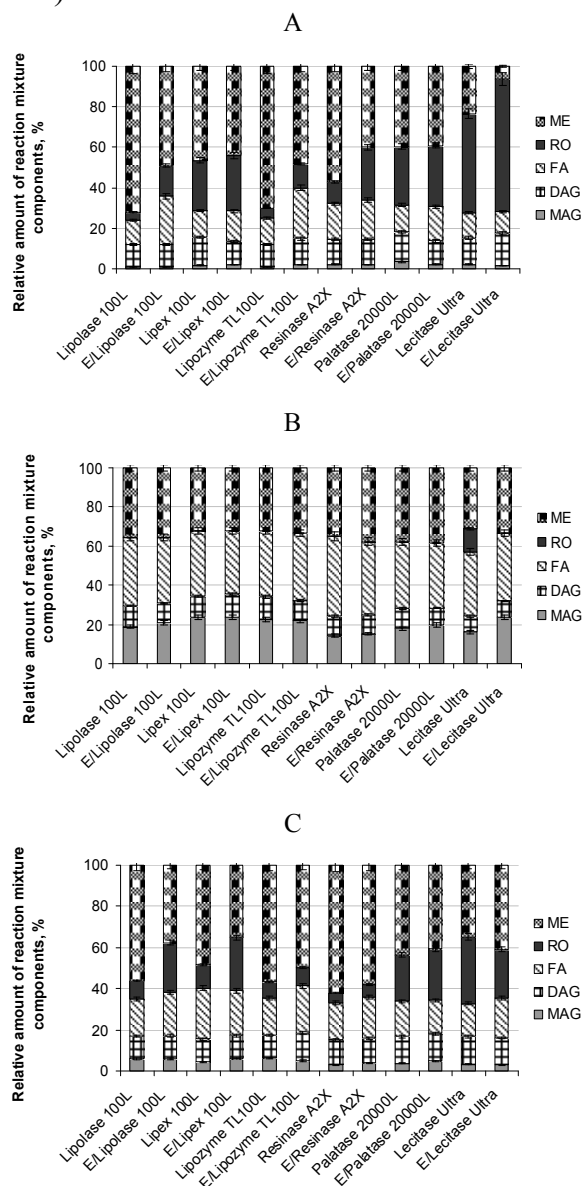 A
Relative amount of reaction mixture
components, %
100
80
60
40
20
0
ME
RO
FA
DAG
MAG
Lipolase 100L
E/Lipolase 100L
Lipex 100L
E/Lipex 100L
Lipozyme TL100L
E/Lipozyme TL100L
Resinase A2X
E/Resinase A2X
Palatase 20000L
E/Palatase 20000L
Lecitase Ultra
E/Lecitase Ultra
B
Relative amount of reaction mixture
components, %
100
80
60
40
20
0
ME
RO
FA
DAG
MAG
Lipolase 100L
E/Lipolase 100L
Lipex 100L
E/Lipex 100L
Lipozyme TL100L
E/Lipozyme TL100L
Resinase A2X
E/Resinase A2X
Palatase 20000L
E/Palatase 20000L
Lecitase Ultra
E/Lecitase Ultra
C
Relative amount of reaction mixture
components, %
100
80
60
40
20
0
ME
RO
FA
DAG
MAG
Lipolase 100L
E/Lipolase 100L
Lipex 100L
E/Lipex 100L
Lipozyme TL100L
E/Lipozyme TL100L
Resinase A2X
E/Resinase A2X
Palatase 20000L
E/Palatase 20000L
Lecitase Ultra
E/Lecitase Ultra